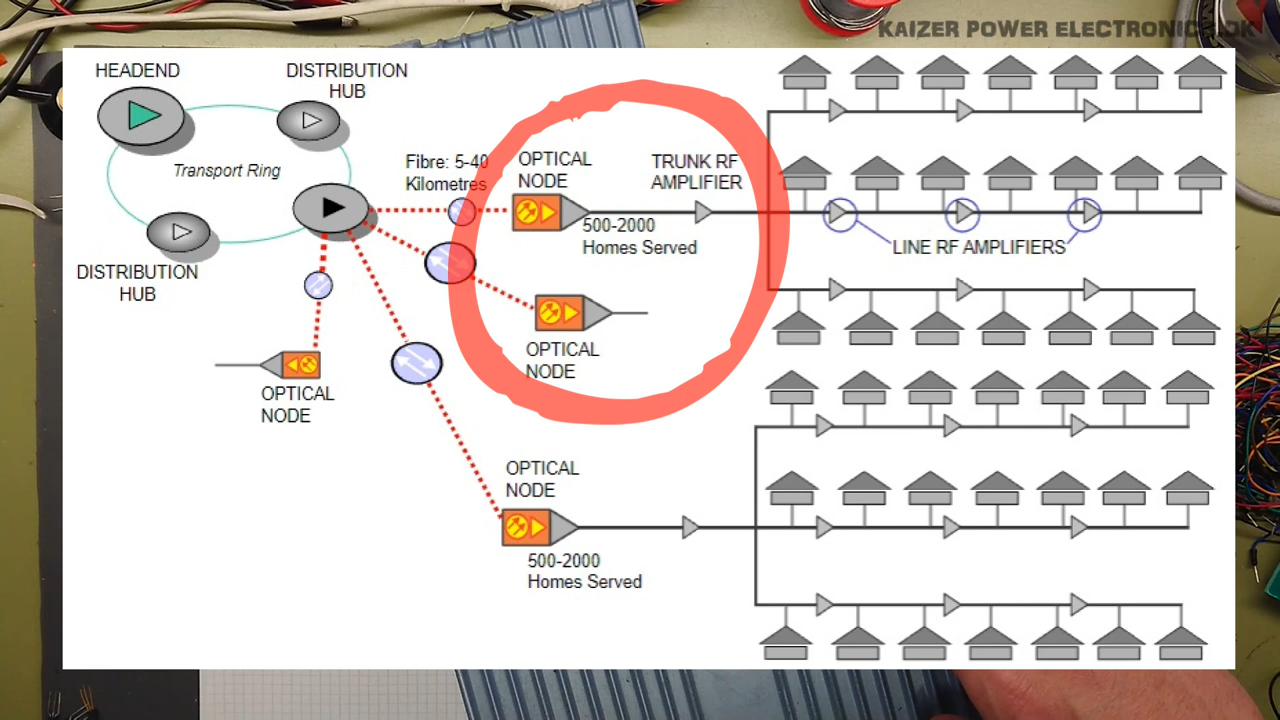 KAIZER POWER ELECTRONICS.DK
HEADEND
DISTRIBUTION
HUB
Transport Ring
Fibre: 5-40
Kilometres
OPTICAL
NODE
TRUNK RF
AMPLIFIER
500-2000
Homes Served
LINE RF AMPLIFIERS
DISTRIBUTION
HUB
OPTICAL
NODE
OPTICAL
NODE
OPTICAL
NODE
500-2000
Homes Served